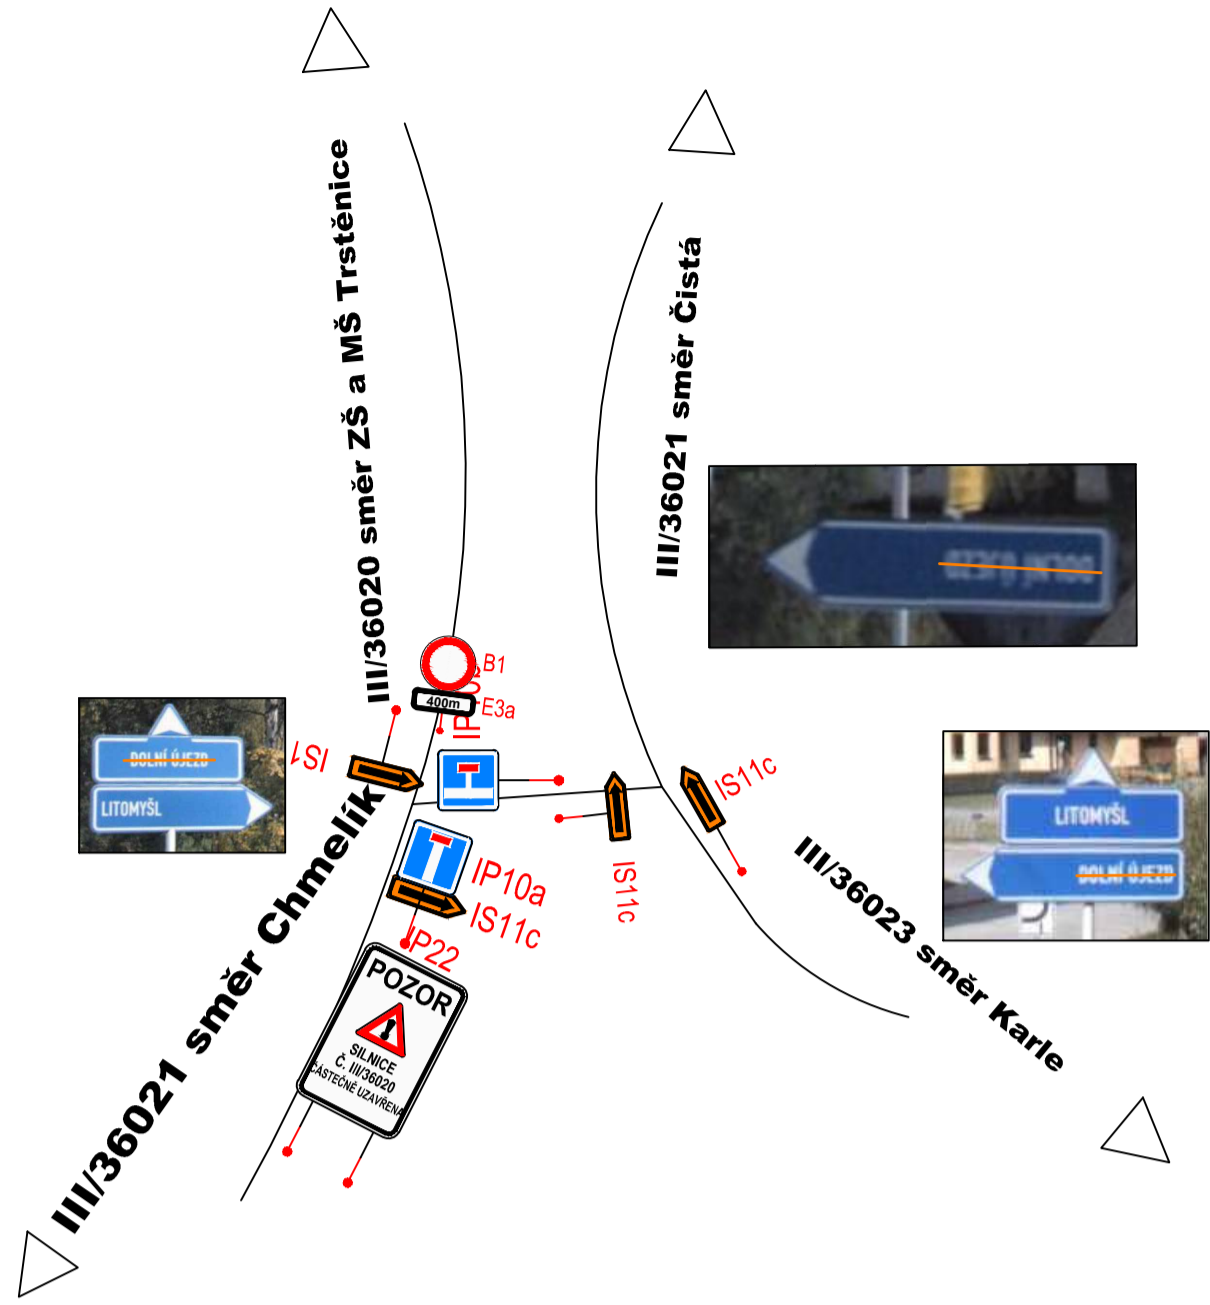 III/36020 směr ZŠ a MŠ Trstěnice
III/36021 směr Čistá
DOLNÍ ÚJEZD
B1
400m
E3a
DOLNÍ ÚJEZD
LITOMYŠL
IS1
IS11c
LITOMYŠL
DOLNÍ ÚJEZD
IP10a
IS11c
IS11c
IP22
POZOR
SILNICE
Č. III/36020
ČÁSTEČNĚ UZAVŘENA
III/36021 směr Chmelík
III/36023 směr Karle